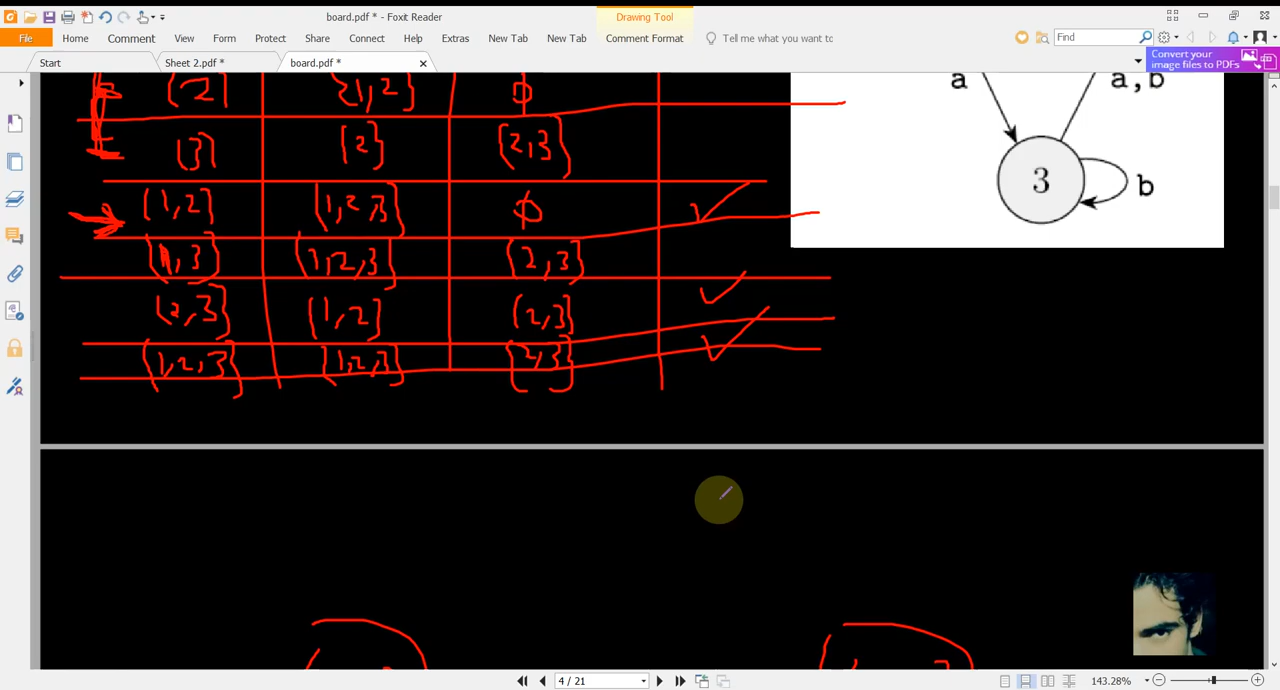 board.pdf * - Foxit Reader
Drawing Tool
File Home Comment View Form Protect Share Connect Help Extras New Tab New Tab Comment Format Tell me what you want to Find
Start Sheet 2.pdf * board.pdf *
Convert your
image files to PDFs
{2} {1,2} ϕ
{3} {2} {2,3}
{1,2} {1,2,3} ϕ ✓
{1,3} {1,2,3} {2,3}
{2,3} {1,2} {2,3} ✓
{1,2,3} {1,2,3} {2,3} ✓
a a,b
3 b
4 / 21 143.28%